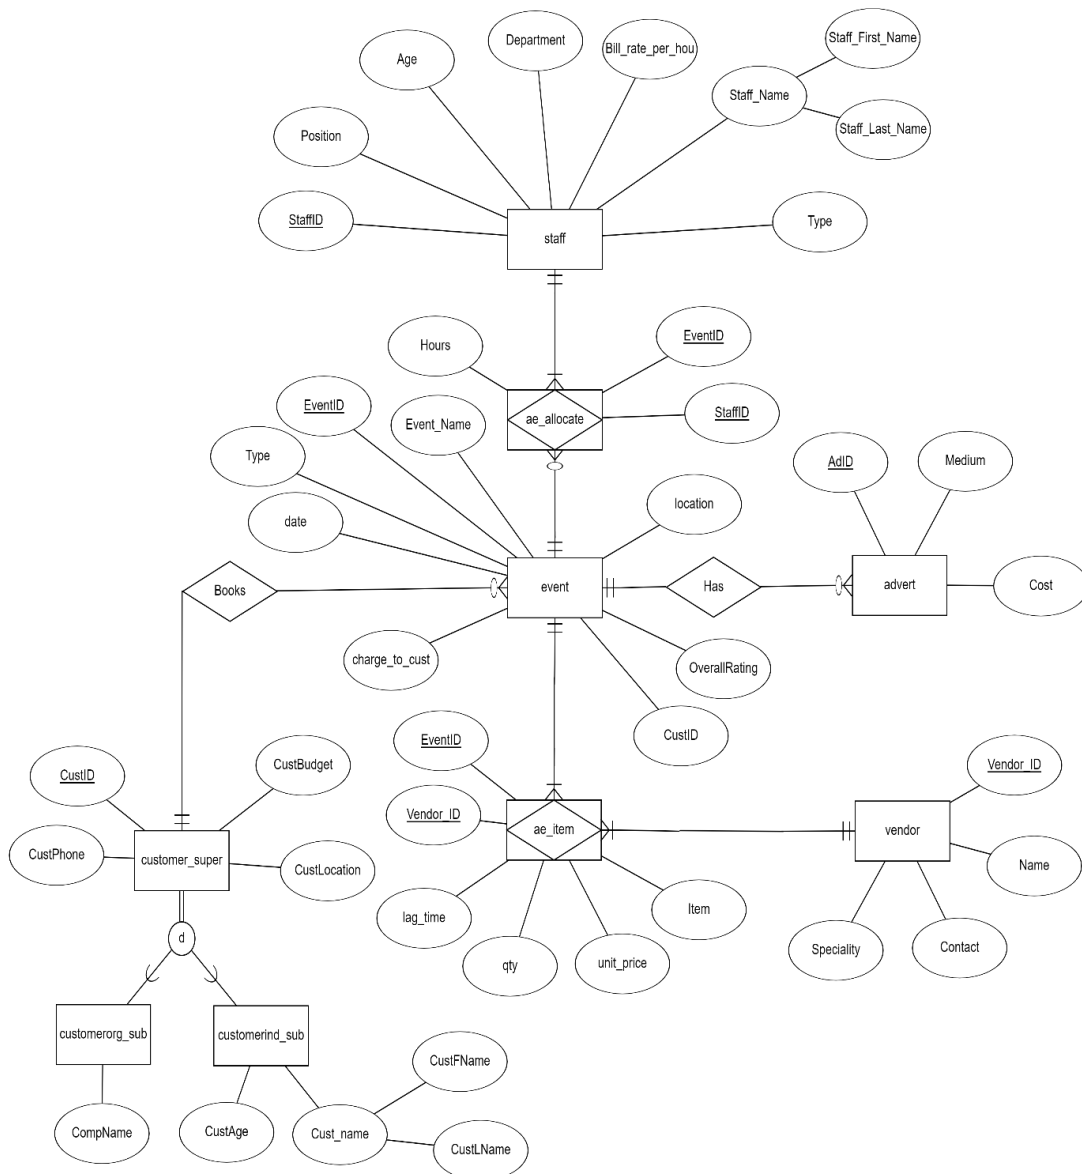 Staff_First_Name
Department
Bill_rate_per_hou
Age
Staff_Name
Staff_Last_Name
Position
StaffID
Type
staff
Hours
EventID
EventID
Event_Name
ae_allocate
StaffID
Type
AdID
Medium
location
date
Books
event
Has
advert
Cost
charge_to_cust
OverallRating
CustID
EventID
CustID
CustBudget
Vendor_ID
Vendor_ID
ae_item
vendor
CustPhone
customer_super
CustLocation
Name
lag_time
Item
d
qty
unit_price
Speciality
Contact
customerorg_sub
customerind_sub
CustFName
CompName
CustAge
Cust_name
CustLName